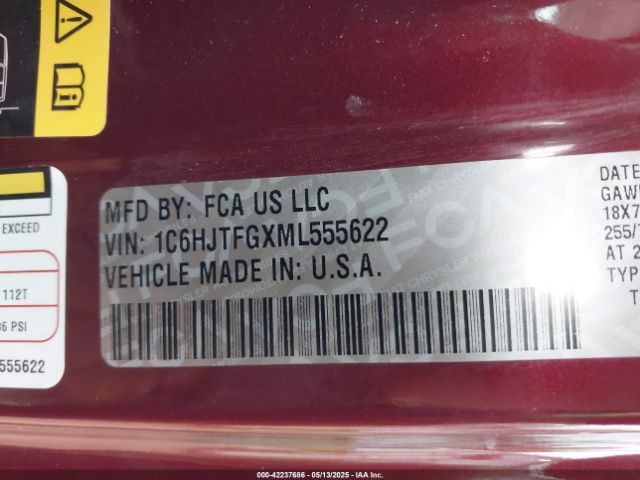 EXCEED
112T
36 PSI
555622
MFD BY: FCA US LLC
VIN: 1C6HJTFGXML555622
VEHICLE MADE IN: U.S.A.
DATE
18X7
255/
AT 2
TYP
T
000-42237686 - 05/13/2025 - IAA Inc.